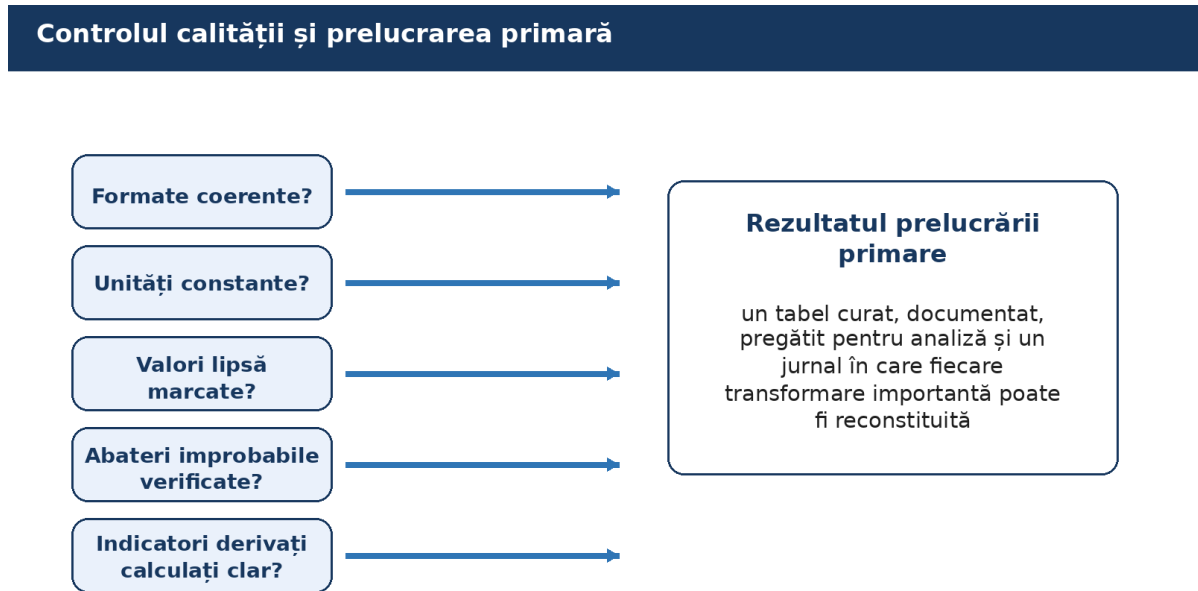 Controlul calității și prelucrarea primară
Formate coerente?
Unități constante?
Valori lipsă
marcate?
Abateri improbabile
verificate?
Indicatori derivați
calculați clar?
Rezultatul prelucrării
primare
un tabel curat, documentat,
pregătit pentru analiză și un
jurnal în care fiecare
transformare importantă poate
fi reconstituită